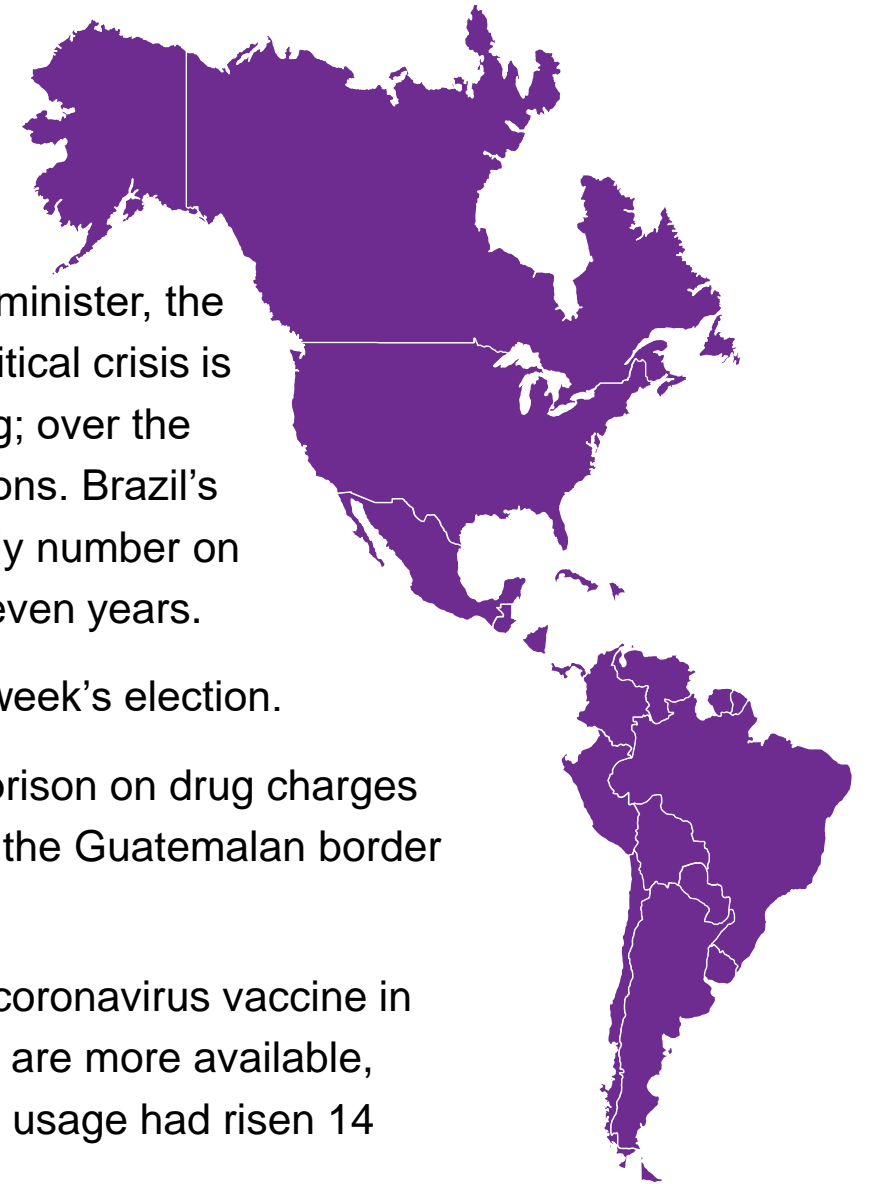 minister, the
itical crisis is
g; over the
ons. Brazil’s
y number on
even years.
week’s election.
prison on drug charges
the Guatemalan border
coronavirus vaccine in
are more available,
usage had risen 14